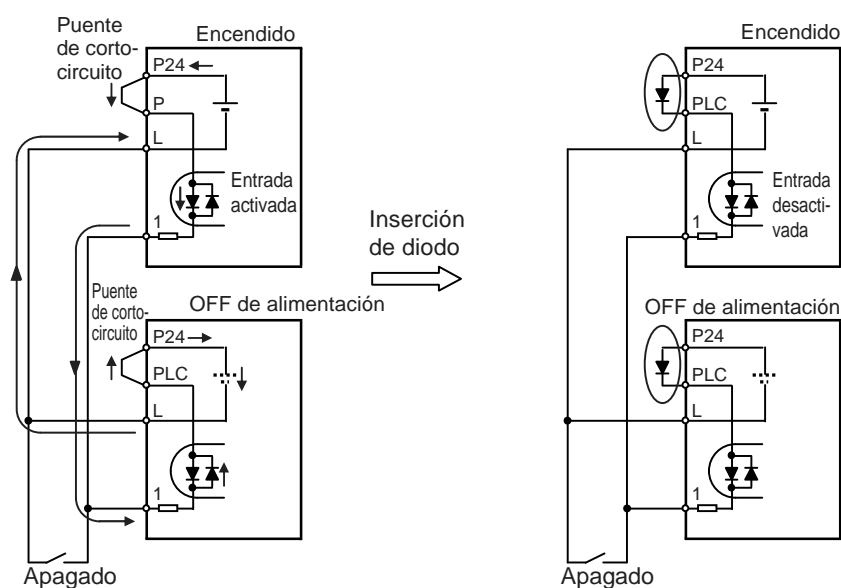 Puente
de corto-
circuito
Encendido
P24
P
L
Entrada
activada
1
Puente
de corto-
circuito
OFF de alimentación
P24
PLC
L
1
Apagado
Inserción
de diodo
Encendido
P24
PLC
L
Entrada
desacti-
vada
1
OFF de alimentación
P24
PLC
L
1
Apagado